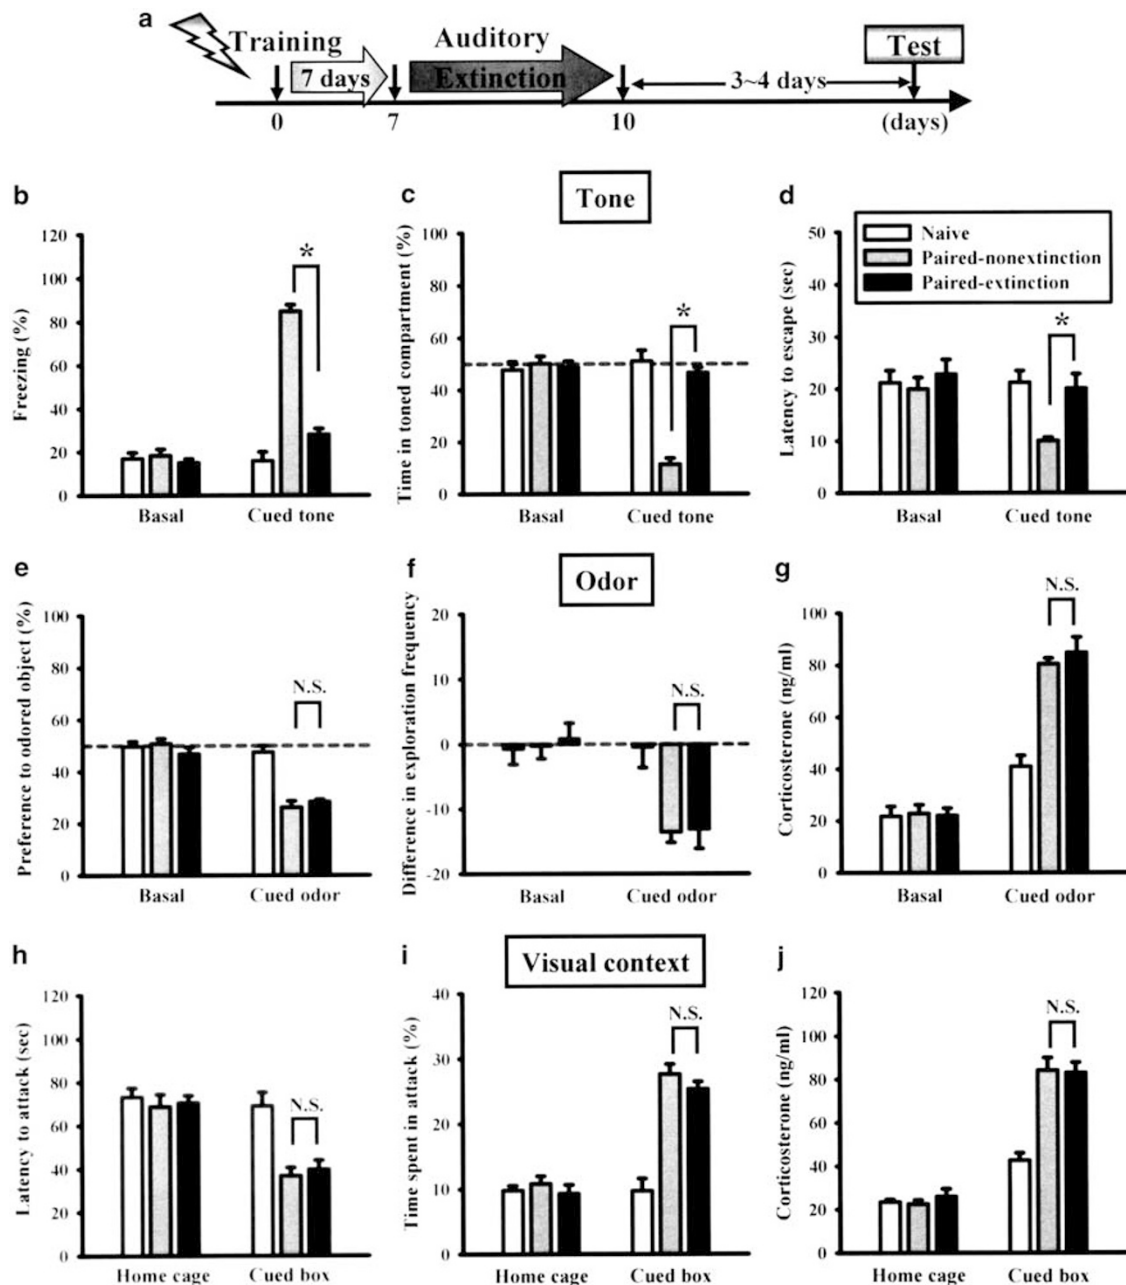 a
Training
Auditory
Test
7 days
Extinction
3~4 days
0
7
10
(days)
b
c
Tone
d
Freezing (%)
120
100
80
60
40
20
0
*
Basal
Cued tone
Time in toned compartment (%)
100
80
60
40
20
0
*
Basal
Cued tone
Latency to escape (sec)
50
40
30
20
10
0
Naive
Paired-nonextinction
Paired-extinction
*
Basal
Cued tone
e
f
Odor
g
Preference to odored object (%)
100
80
60
40
20
0
N.S.
Basal
Cued odor
Difference in exploration frequency
20
10
0
-10
-20
N.S.
Basal
Cued odor
Corticosterone (ng/ml)
100
80
60
40
20
0
N.S.
Basal
Cued odor
h
i
Visual context
j
Latency to attack (sec)
120
100
80
60
40
20
0
N.S.
Home cage
Cued box
Time spent in attack (%)
40
30
20
10
0
N.S.
Home cage
Cued box
Corticosterone (ng/ml)
120
100
80
60
40
20
0
N.S.
Home cage
Cued box